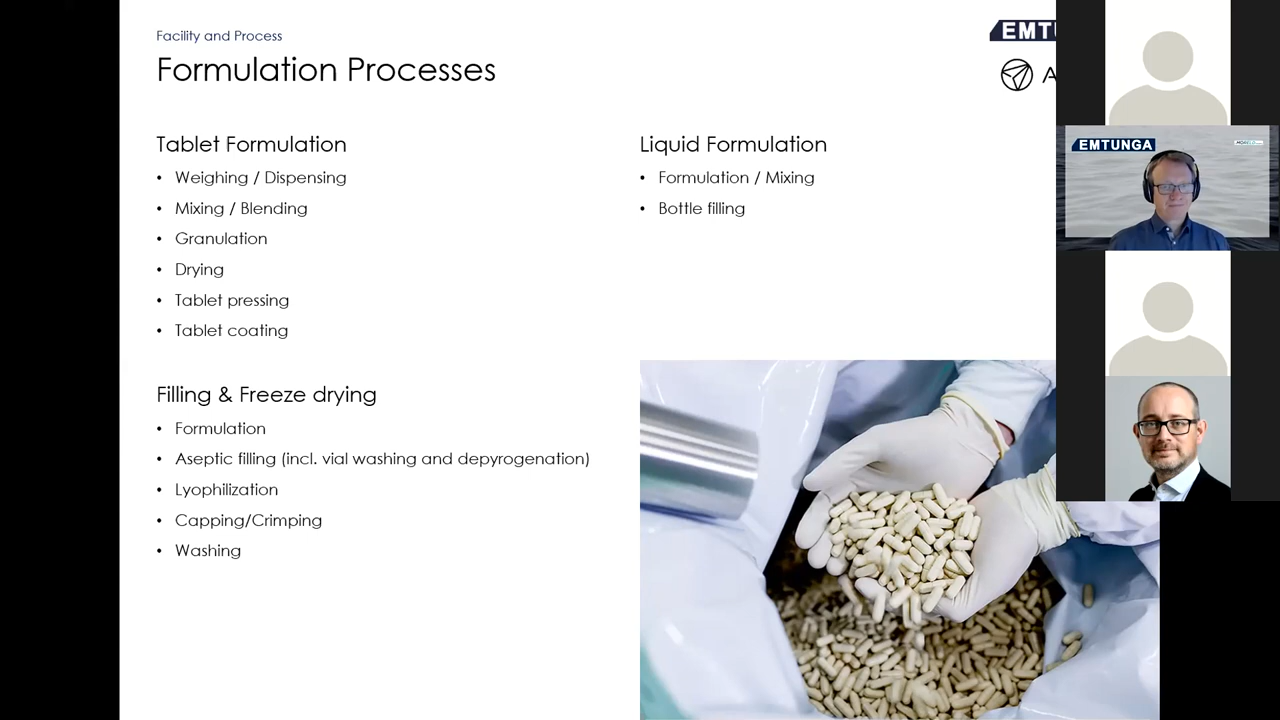 Facility and Process
Formulation Processes
EMTU
A
Tablet Formulation
• Weighing / Dispensing
• Mixing / Blending
• Granulation
• Drying
• Tablet pressing
• Tablet coating
Filling & Freeze drying
• Formulation
• Aseptic filling (incl. vial washing and depyrogenation)
• Lyophilization
• Capping/Crimping
• Washing
Liquid Formulation
• Formulation / Mixing
• Bottle filling
EMTUNGA